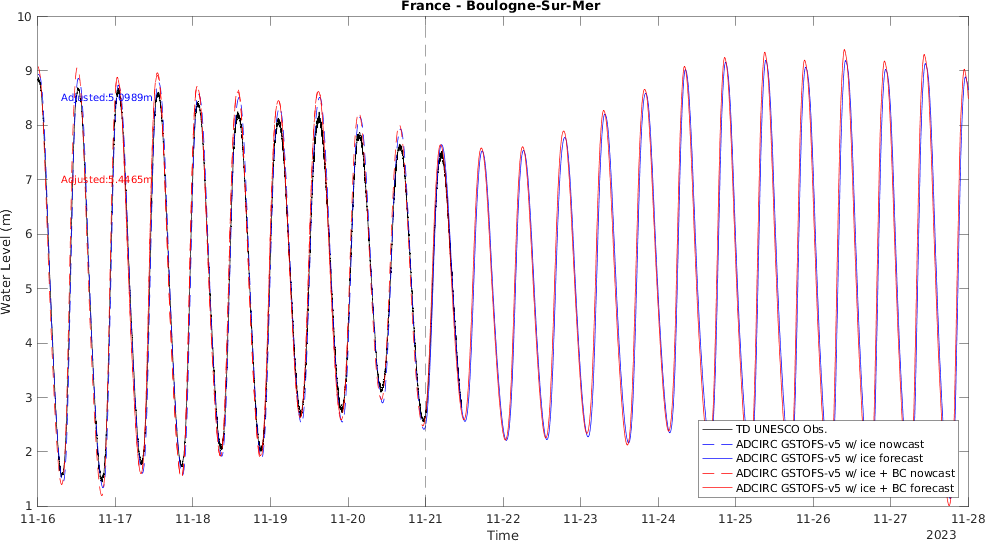 France - Boulogne-Sur-Mer
10
9
8
7
6
5
4
3
2
1
Water Level (m)
Adjusted:5.0989m
Adjusted:5.4465m
TD UNESCO Obs.
ADCIRC GSTOFS-v5 w/ ice nowcast
ADCIRC GSTOFS-v5 w/ ice forecast
ADCIRC GSTOFS-v5 w/ ice + BC nowcast
ADCIRC GSTOFS-v5 w/ ice + BC forecast
11-16 11-17 11-18 11-19 11-20 11-21 11-22 11-23 11-24 11-25 11-26 11-27 11-28
Time
2023